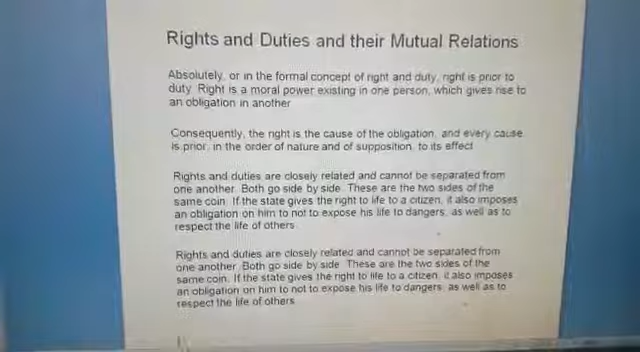 Rights and Duties and their Mutual Relations
Absolutely, or in the formal concept of right and duty, right is prior to
duty. Right is a moral power existing in one person, which gives rise to
an obligation in another
Consequently, the right is the cause of the obligation, and every cause
is prior, in the order of nature and of supposition, to its effect
Rights and duties are closely related and cannot be separated from
one another. Both go side by side. These are the two sides of the
same coin. If the state gives the right to life to a citizen, it also imposes
an obligation on him to not to expose his life to dangers, as well as to
respect the life of others
Rights and duties are closely related and cannot be separated from
one another. Both go side by side. These are the two sides of the
same coin. If the state gives the right to life to a citizen, it also imposes
an obligation on him to not to expose his life to dangers, as well as to
respect the life of others